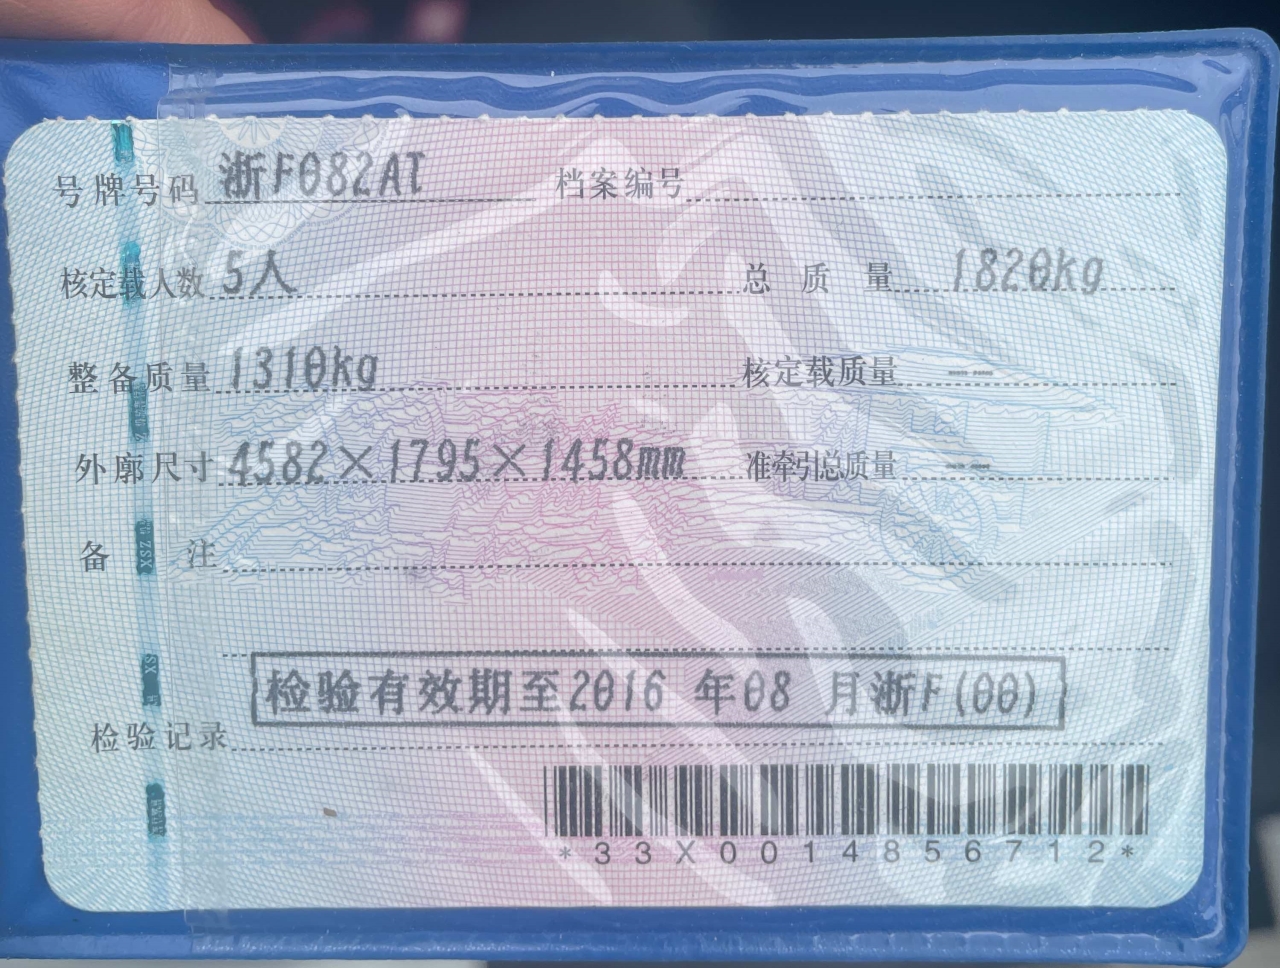 号牌号码 浙F082AT 档案编号
核定载人数 5人 总质量 1820kg
整备质量 1310kg 核定载质量 --
外廓尺寸 4582×1795×1458mm 准牵引总质量 --
备注
检验有效期至2016 年08 月浙F(00)
检验记录
*33X0014856712*